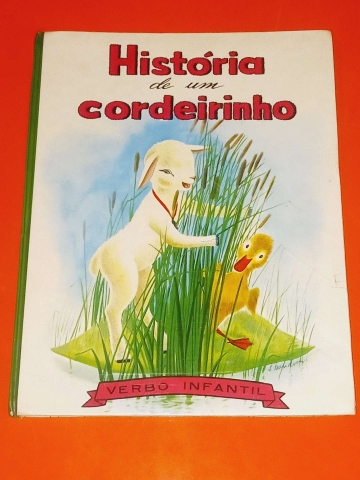 História
de um
cordeirinho
VERBO INFANTIL